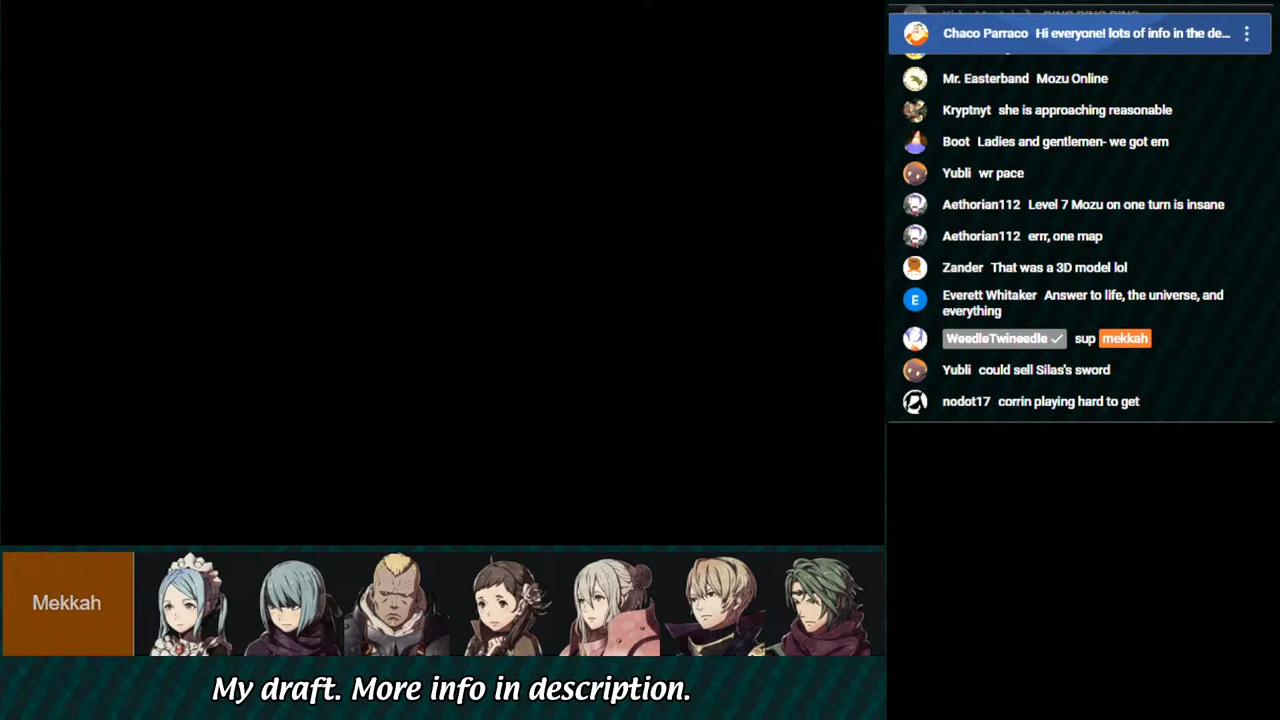 Chaco Parraco Hi everyone! lots of info in the de...
Mr. Easterband Mozu Online
Kryptnyt she is approaching reasonable
Boot Ladies and gentlemen- we got em
Yubli wr pace
Aethorian112 Level 7 Mozu on one turn is insane
Aethorian112 errr, one map
Zander That was a 3D model lol
Everett Whitaker Answer to life, the universe, and
everything
E
WeedleTwineedle sup mekkah
Yubli could sell Silas's sword
nodot17 corrin playing hard to get
Mekkah
My draft. More info in description.